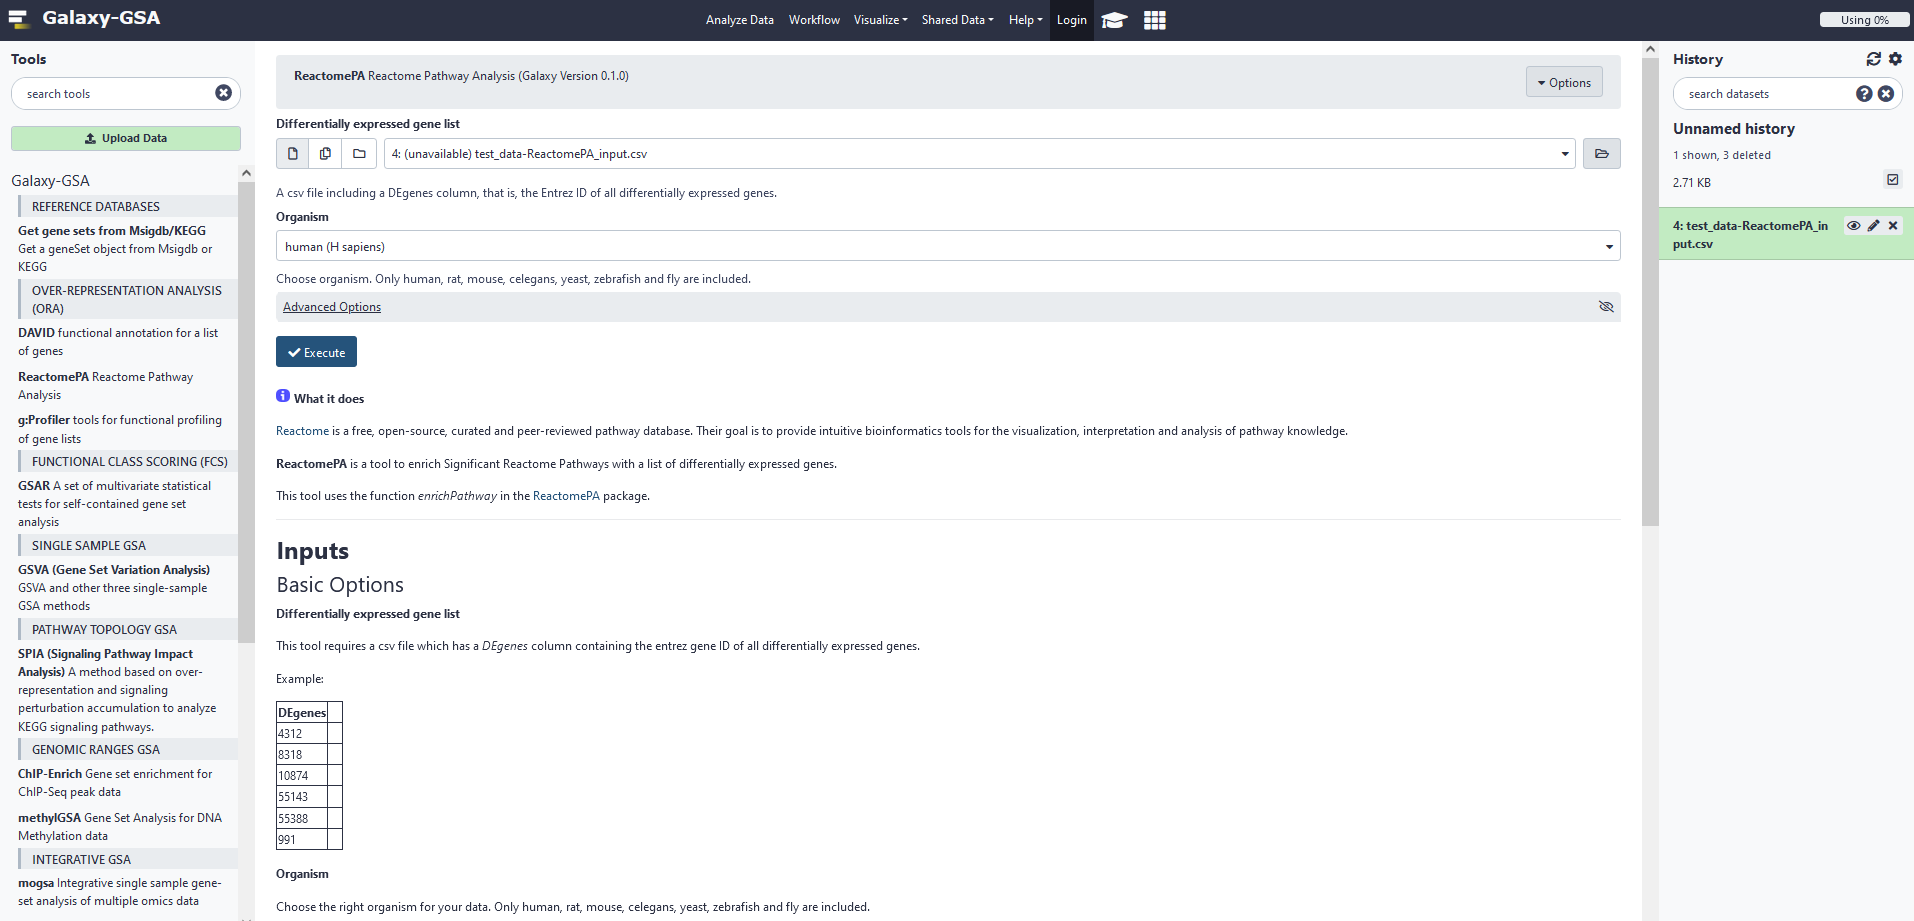 Galaxy-GSA
Analyze Data Workflow Visualize Shared Data Help Login
Using 0%
Tools
search tools
Upload Data
Galaxy-GSA
REFERENCE DATABASES
Get gene sets from Msigdb/KEGG
Get a geneSet object from Msigdb or
KEGG
OVER-REPRESENTATION ANALYSIS
(ORA)
DAVID functional annotation for a list
of genes
ReactomePA Reactome Pathway
Analysis
g:Profiler tools for functional profiling
of gene lists
FUNCTIONAL CLASS SCORING (FCS)
GSAR A set of multivariate statistical
tests for self-contained gene set
analysis
SINGLE SAMPLE GSA
GSVA (Gene Set Variation Analysis)
GSVA and other three single-sample
GSA methods
PATHWAY TOPOLOGY GSA
SPIA (Signaling Pathway Impact
Analysis) A method based on over-
representation and signaling
perturbation accumulation to analyze
KEGG signaling pathways.
GENOMIC RANGES GSA
ChIP-Enrich Gene set enrichment for
ChIP-Seq peak data
methylGSA Gene Set Analysis for DNA
Methylation data
INTEGRATIVE GSA
mogsa Integrative single sample gene-
set analysis of multiple omics data
ReactomePA Reactome Pathway Analysis (Galaxy Version 0.1.0)
Options
Differentially expressed gene list
4: (unavailable) test_data-ReactomePA_input.csv
A csv file including a DEgenes column, that is, the Entrez ID of all differentially expressed genes.
Organism
human (H sapiens)
Choose organism. Only human, rat, mouse, celegans, yeast, zebrafish and fly are included.
Advanced Options
Execute
What it does
Reactome is a free, open-source, curated and peer-reviewed pathway database. Their goal is to provide intuitive bioinformatics tools for the visualization, interpretation and analysis of pathway knowledge.
ReactomePA is a tool to enrich Significant Reactome Pathways with a list of differentially expressed genes.
This tool uses the function enrichPathway in the ReactomePA package.
Inputs
Basic Options
Differentially expressed gene list
This tool requires a csv file which has a DEgenes column containing the entrez gene ID of all differentially expressed genes.
Example:
DEgenes
4312
8318
10874
55143
55388
991
Organism
Choose the right organism for your data. Only human, rat, mouse, celegans, yeast, zebrafish and fly are included.
History
search datasets
Unnamed history
1 shown, 3 deleted
2.71 KB
4: test_data-ReactomePA_in
put.csv